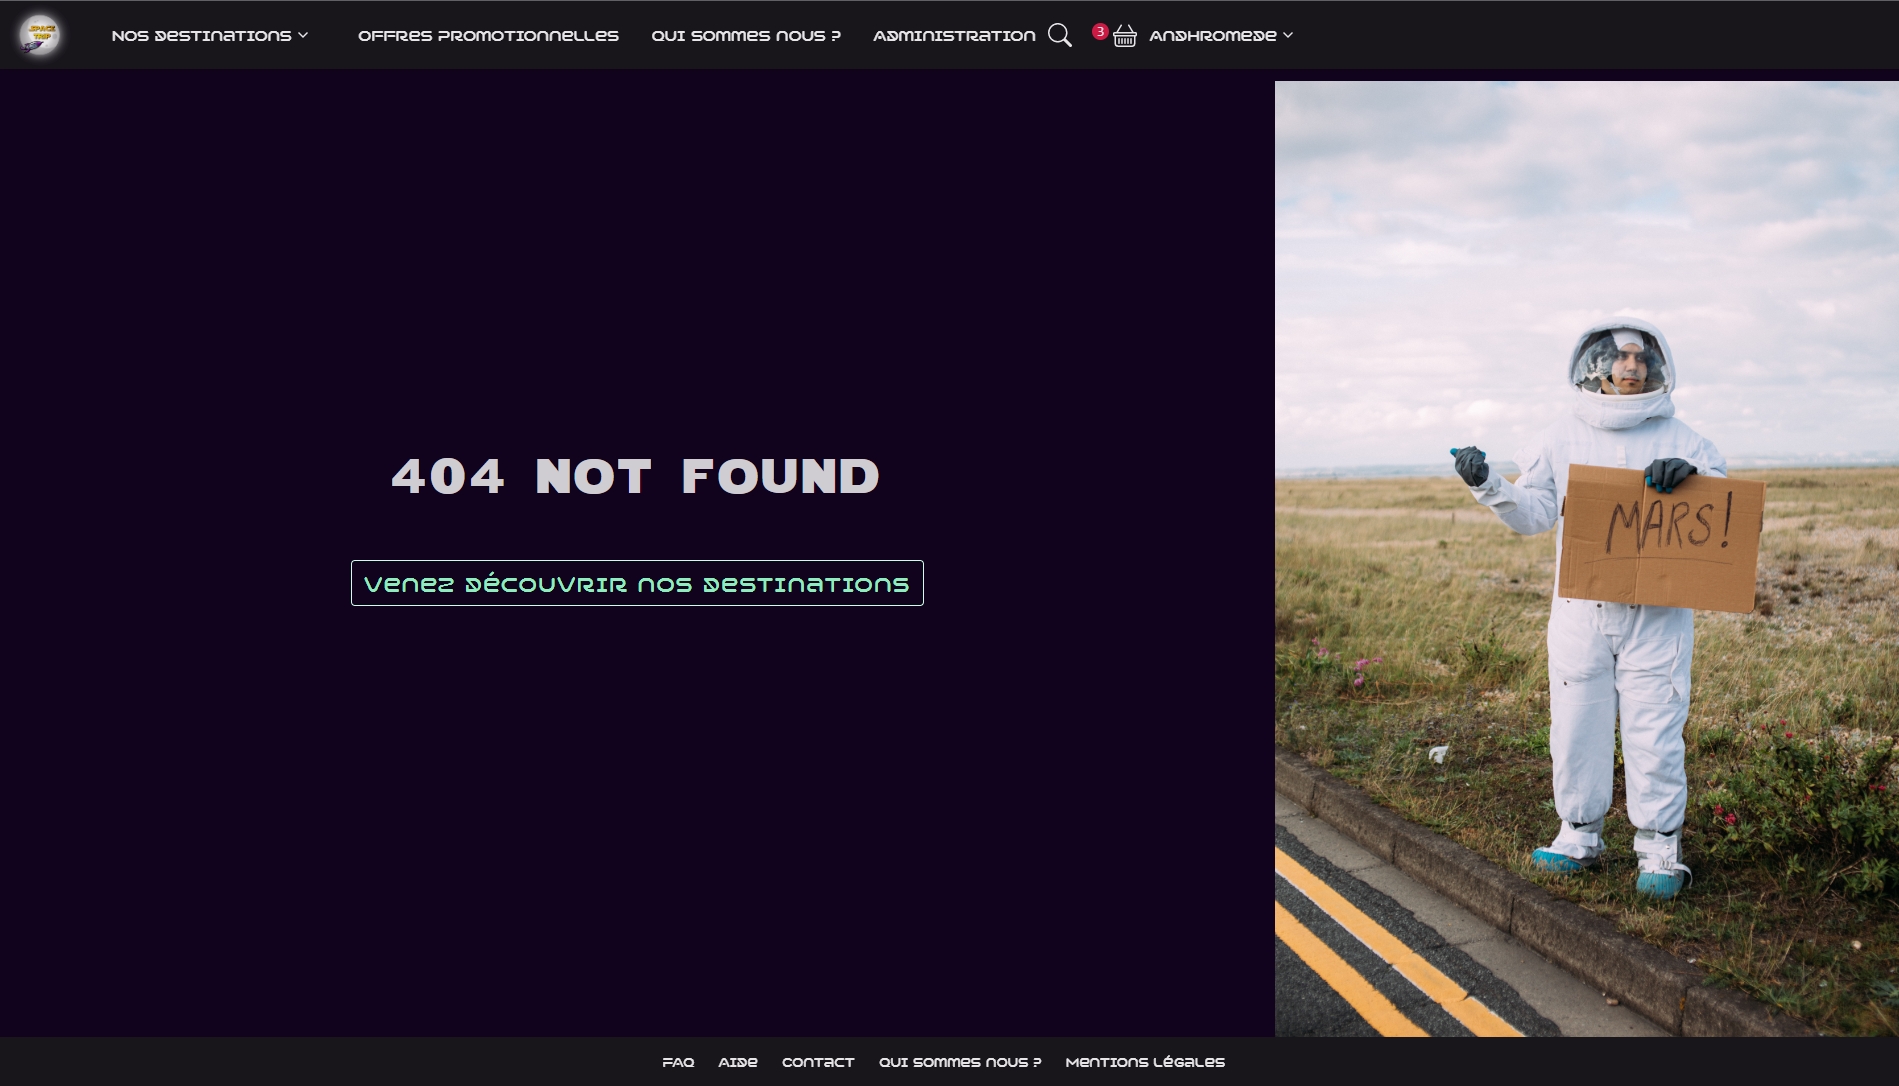 SPACE
TRIP
Nos destinations
Offres promotionnelles
Qui sommes nous ?
Administration
3
Andhromede
404 NOT FOUND
Venez découvrir nos destinations
MARS!
FAQ
Aide
Contact
Qui sommes nous ?
Mentions légales